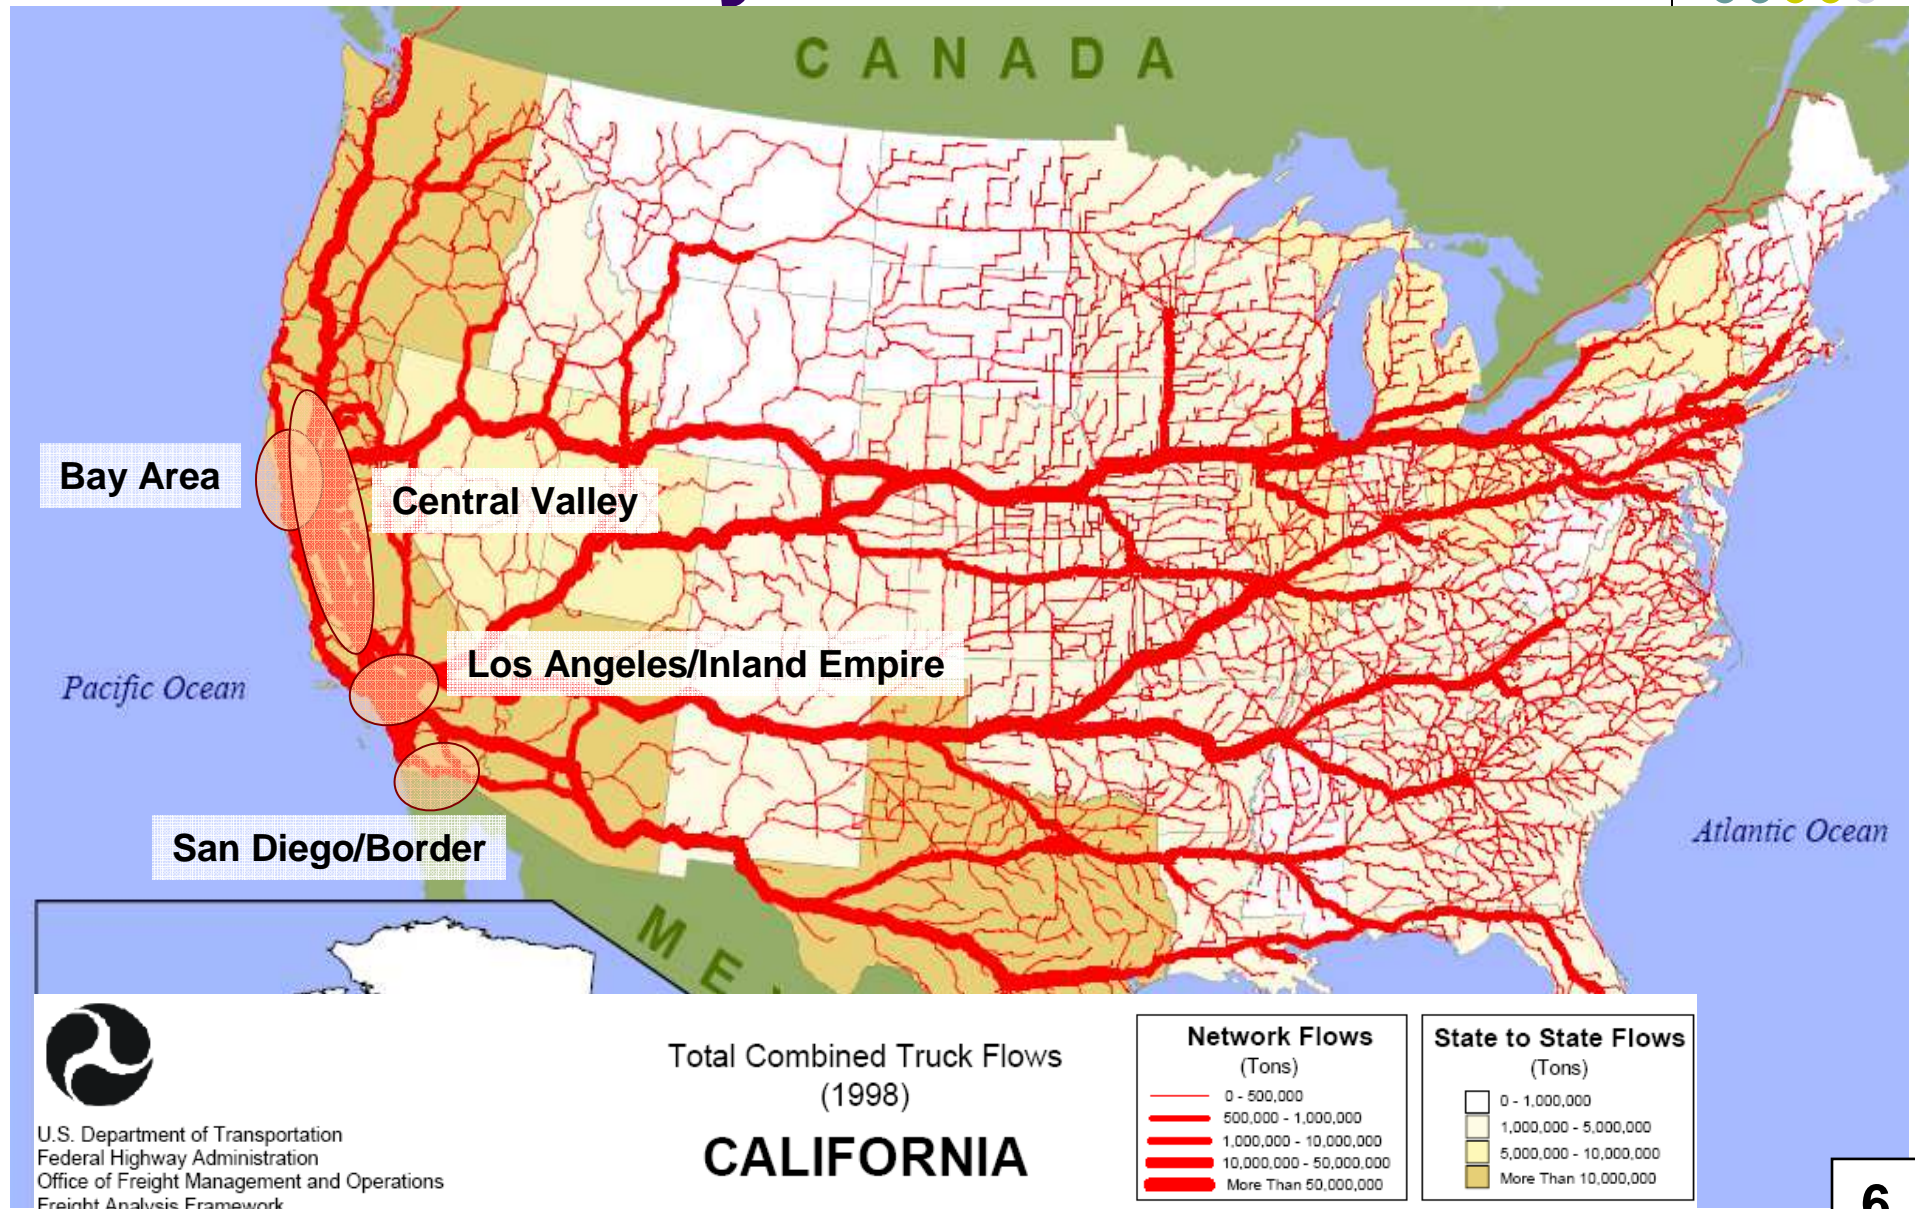 CANADA
Bay Area
Central Valley
Los Angeles/Inland Empire
Pacific Ocean
San Diego/Border
Atlantic Ocean
ME
U.S. Department of Transportation
Federal Highway Administration
Office of Freight Management and Operations
Freight Analysis Framework
Total Combined Truck Flows
(1998)
CALIFORNIA
Network Flows
(Tons)
0 - 500,000
500,000 - 1,000,000
1,000,000 - 10,000,000
10,000,000 - 50,000,000
More Than 50,000,000
State to State Flows
(Tons)
0 - 1,000,000
1,000,000 - 5,000,000
5,000,000 - 10,000,000
More Than 10,000,000
6